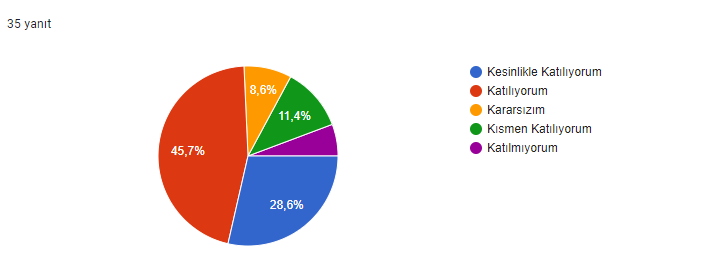 35 yanıt
Kesinlikle Katılıyorum
Katılıyorum
Kararsızım
Kısmen Katılıyorum
Katılmıyorum
8,6%
11,4%
45,7%
28,6%